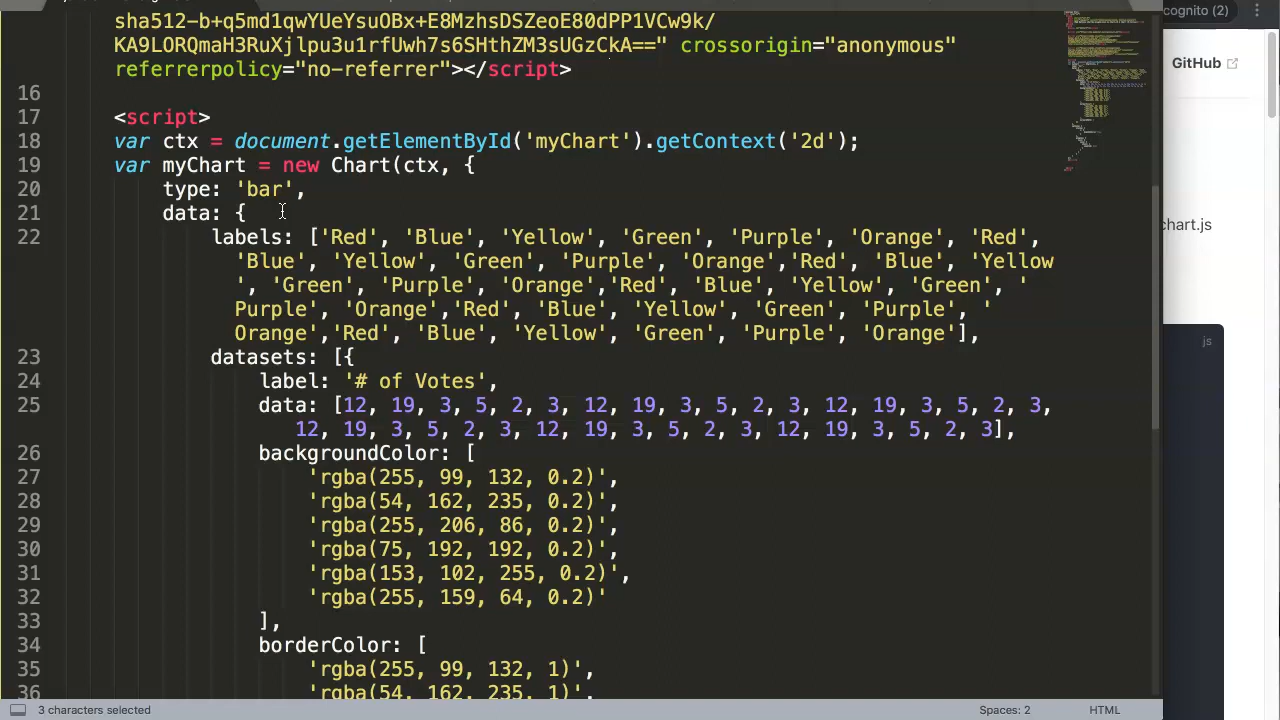 cognito (2)
sha512-b+q5md1qwYUeYsuOBx+E8MzhsDSZeoE80dPP1VCw9k/
KA9LORQmaH3RuXjlpu3u1rfUwh7s6SHthZM3sUGzCkA==" crossorigin="anonymous"
GitHub
referrerpolicy="no-referrer"></script>
16
17 <script>
18 var ctx = document.getElementById('myChart').getContext('2d');
19 var myChart = new Chart(ctx, {
20 type: 'bar',
21 data: {
chart.js
22 labels: ['Red', 'Blue', 'Yellow', 'Green', 'Purple', 'Orange', 'Red',
'Blue', 'Yellow', 'Green', 'Purple', 'Orange','Red', 'Blue', 'Yellow
', 'Green', 'Purple', 'Orange','Red', 'Blue', 'Yellow', 'Green', '
Purple', 'Orange','Red', 'Blue', 'Yellow', 'Green', 'Purple', '
Orange','Red', 'Blue', 'Yellow', 'Green', 'Purple', 'Orange'],
js
23 datasets: [{
24 label: '# of Votes',
25 data: [12, 19, 3, 5, 2, 3, 12, 19, 3, 5, 2, 3, 12, 19, 3, 5, 2, 3,
12, 19, 3, 5, 2, 3, 12, 19, 3, 5, 2, 3, 12, 19, 3, 5, 2, 3],
26 backgroundColor: [
27 'rgba(255, 99, 132, 0.2)',
28 'rgba(54, 162, 235, 0.2)',
29 'rgba(255, 206, 86, 0.2)',
30 'rgba(75, 192, 192, 0.2)',
31 'rgba(153, 102, 255, 0.2)',
32 'rgba(255, 159, 64, 0.2)'
33 ],
34 borderColor: [
35 'rgba(255, 99, 132, 1)',
36 'rgba(54, 162, 235, 1)',
3 characters selected
Spaces: 2
HTML